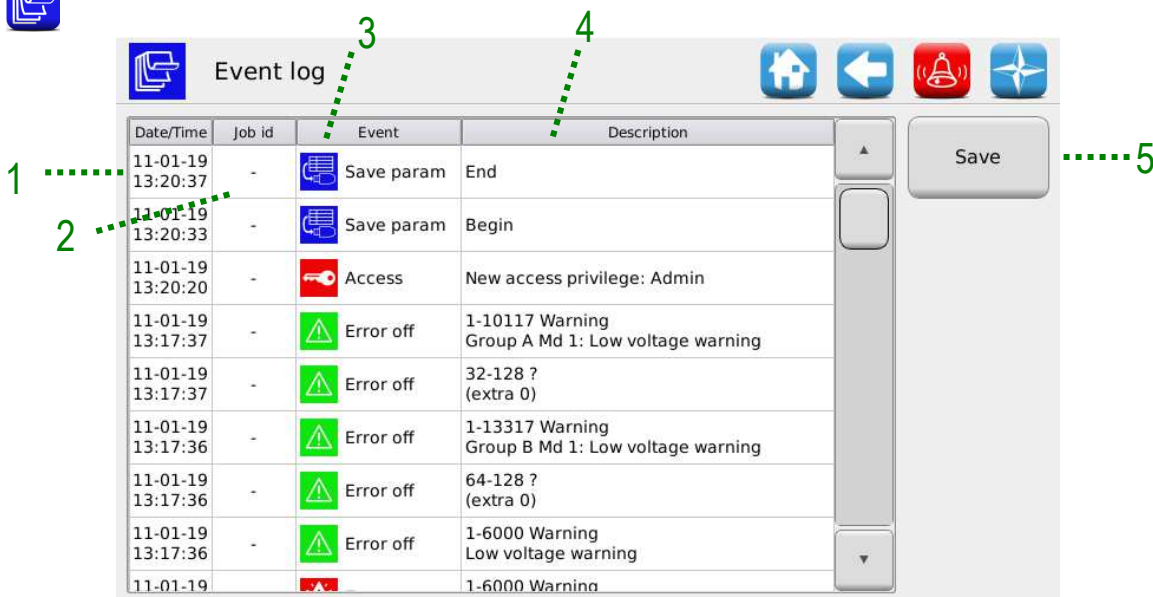 3
4
Event log
Date/Time Job id Event Description
11-01-19
13:20:37 - Save param End
Save
1
5
11-01-19
13:20:33 - Save param Begin
2
11-01-19
13:20:20 - Access New access privilege: Admin
11-01-19
13:17:37 - Error off 1-10117 Warning
Group A Md 1: Low voltage warning
11-01-19
13:17:37 - Error off 32-128 ?
(extra 0)
11-01-19
13:17:36 - Error off 1-13317 Warning
Group B Md 1: Low voltage warning
11-01-19
13:17:36 - Error off 64-128 ?
(extra 0)
11-01-19
13:17:36 - Error off 1-6000 Warning
Low voltage warning
11-01-19 1-6000 Warning